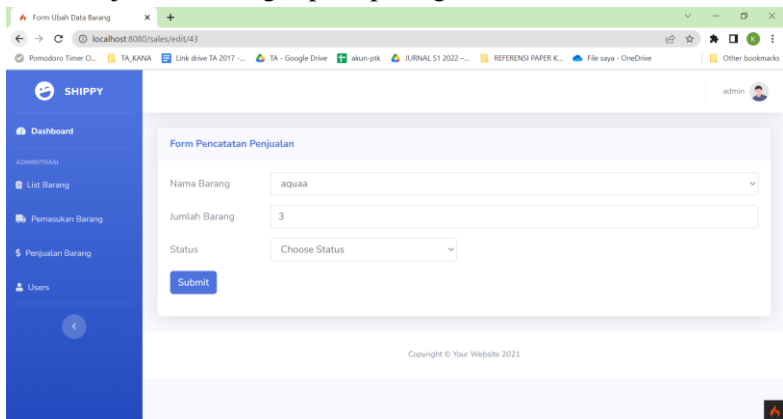 Form Ubah Data Barang
localhost:8080/sales/edit/43
Pomodoro Timer O... TA_KANA Link drive TA 2017 -... TA - Google Drive akun-ptk JURNAL S1 2022 –... REFERENSI PAPER K... File saya - OneDrive Other bookmarks
SHIPPY
admin
Dashboard
Form Pencatatan Penjualan
ADMINITRASI
List Barang
Nama Barang aquaa
Pemasukan Barang
Jumlah Barang 3
Penjualan Barang
Status Choose Status
Users
Submit
Copyright © Your Website 2021